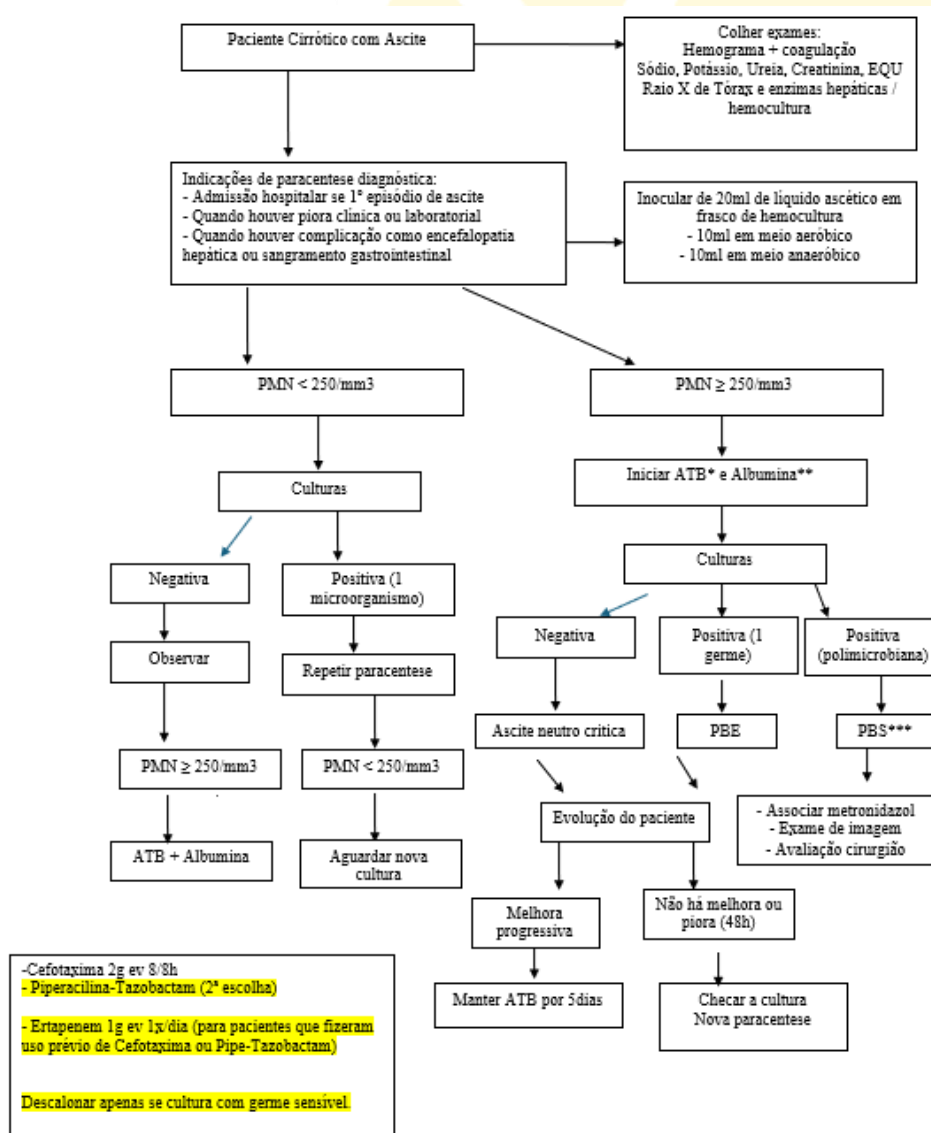 Paciente Cirrótico com Ascite
Colher exames:
Hemograma + coagulação
Sódio, Potássio, Ureia, Creatinina, EQU
Raio X de Tórax e enzimas hepáticas /
hemocultura
Indicações de paracentese diagnóstica:
- Admissão hospitalar se 1º episódio de ascite
- Quando houver piora clínica ou laboratorial
- Quando houver complicação como encefalopatia
hepática ou sangramento gastrointestinal
Inocular de 20ml de líquido ascético em
frasco de hemocultura
- 10ml em meio aeróbico
- 10ml em meio anaeróbico
PMN < 250/mm3
PMN ≥ 250/mm3
Culturas
Iniciar ATB* e Albumina**
Negativa
Positiva (1
microorganismo)
Culturas
Observar
Repetir paracentese
Negativa
Positiva (1
germe)
Positiva
(polimicrobiana)
PMN ≥ 250/mm3
PMN < 250/mm3
Ascite neutro critica
PBE
PBS***
ATB + Albumina
Aguardar nova
cultura
Evolução do paciente
- Associar metronidazol
- Exame de imagem
- Avaliação cirurgião
Melhora
progressiva
Não há melhora ou
piora (48h)
Manter ATB por 5dias
Checar a cultura
Nova paracentese
-Cefotaxima 2g ev 8/8h
- Piperacilina-Tazobactam (2ª escolha)
- Ertapenem 1g ev 1x/dia (para pacientes que fizeram
uso prévio de Cefotaxima ou Pipe-Tazobactam)
Descalonar apenas se cultura com germe sensível.